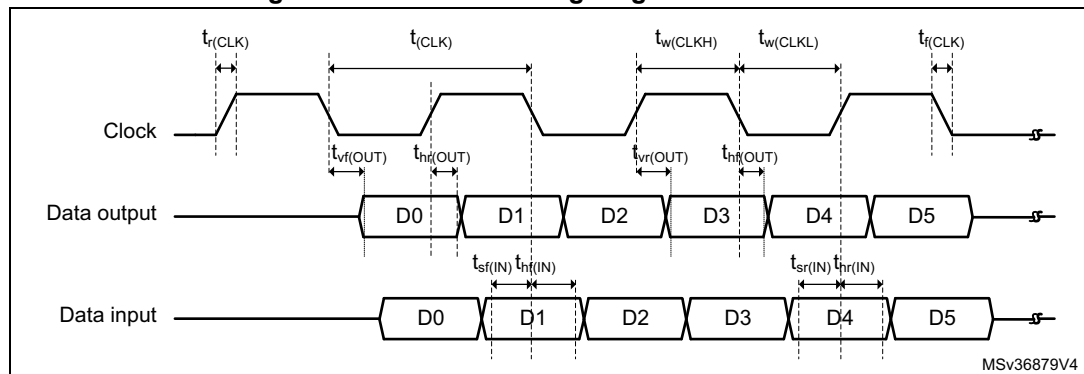 t(CLK)
tr(CLK) tw(CLKH) tw(CLKL) tf(CLK)
Clock
tvf(OUT) thr(OUT) tvr(OUT) thf(OUT)
Data output D0 D1 D2 D3 D4 D5
tsf(IN) thf(IN) tsr(IN) thr(IN)
Data input D0 D1 D2 D3 D4 D5
MSv36879V4